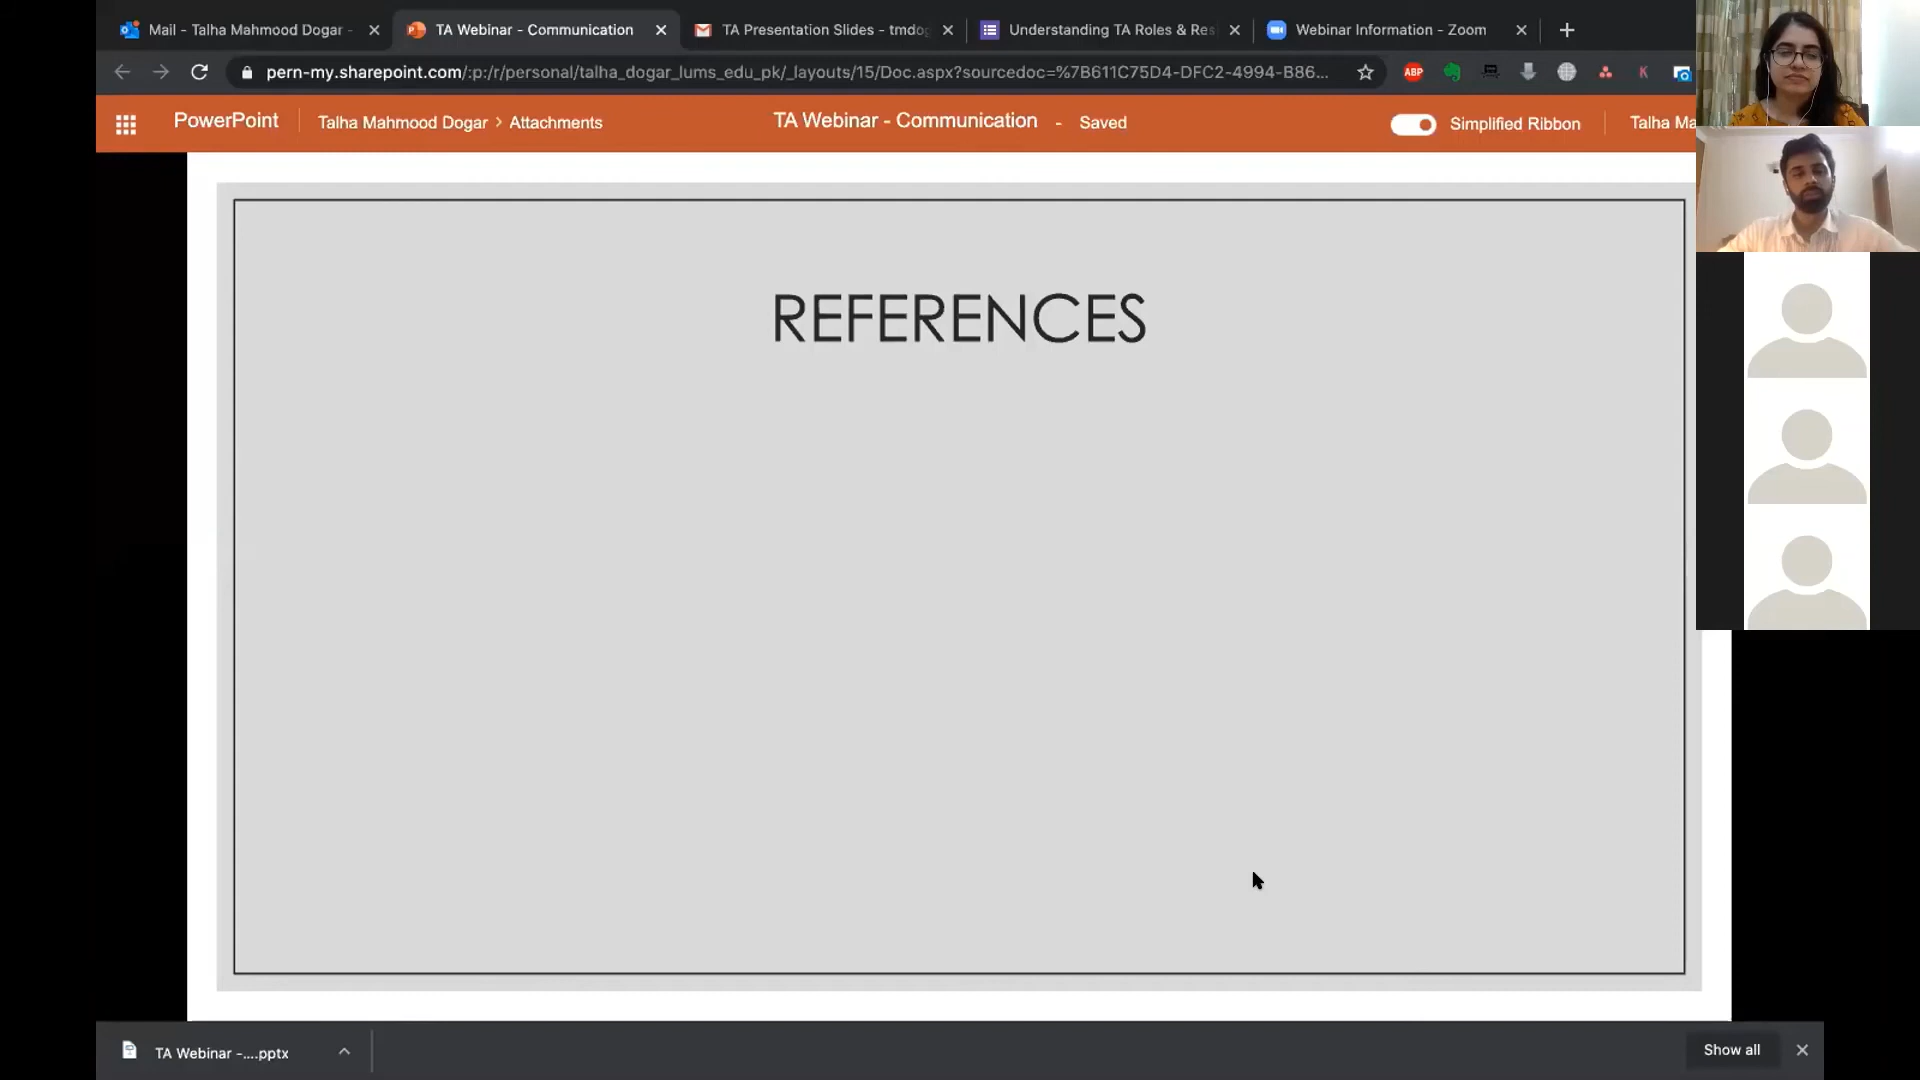 Mail - Talha Mahmood Dogar -
TA Webinar - Communication
TA Presentation Slides - tmdog
Understanding TA Roles & Res
Webinar Information - Zoom
pern-my.sharepoint.com/:p:/r/personal/talha_dogar_lums_edu_pk/_layouts/15/Doc.aspx?sourcedoc=%7B611C75D4-DFC2-4994-B86...
ABP
K
PowerPoint
Talha Mahmood Dogar > Attachments
TA Webinar - Communication - Saved
Simplified Ribbon
Talha Ma
REFERENCES
TA Webinar -....pptx
Show all